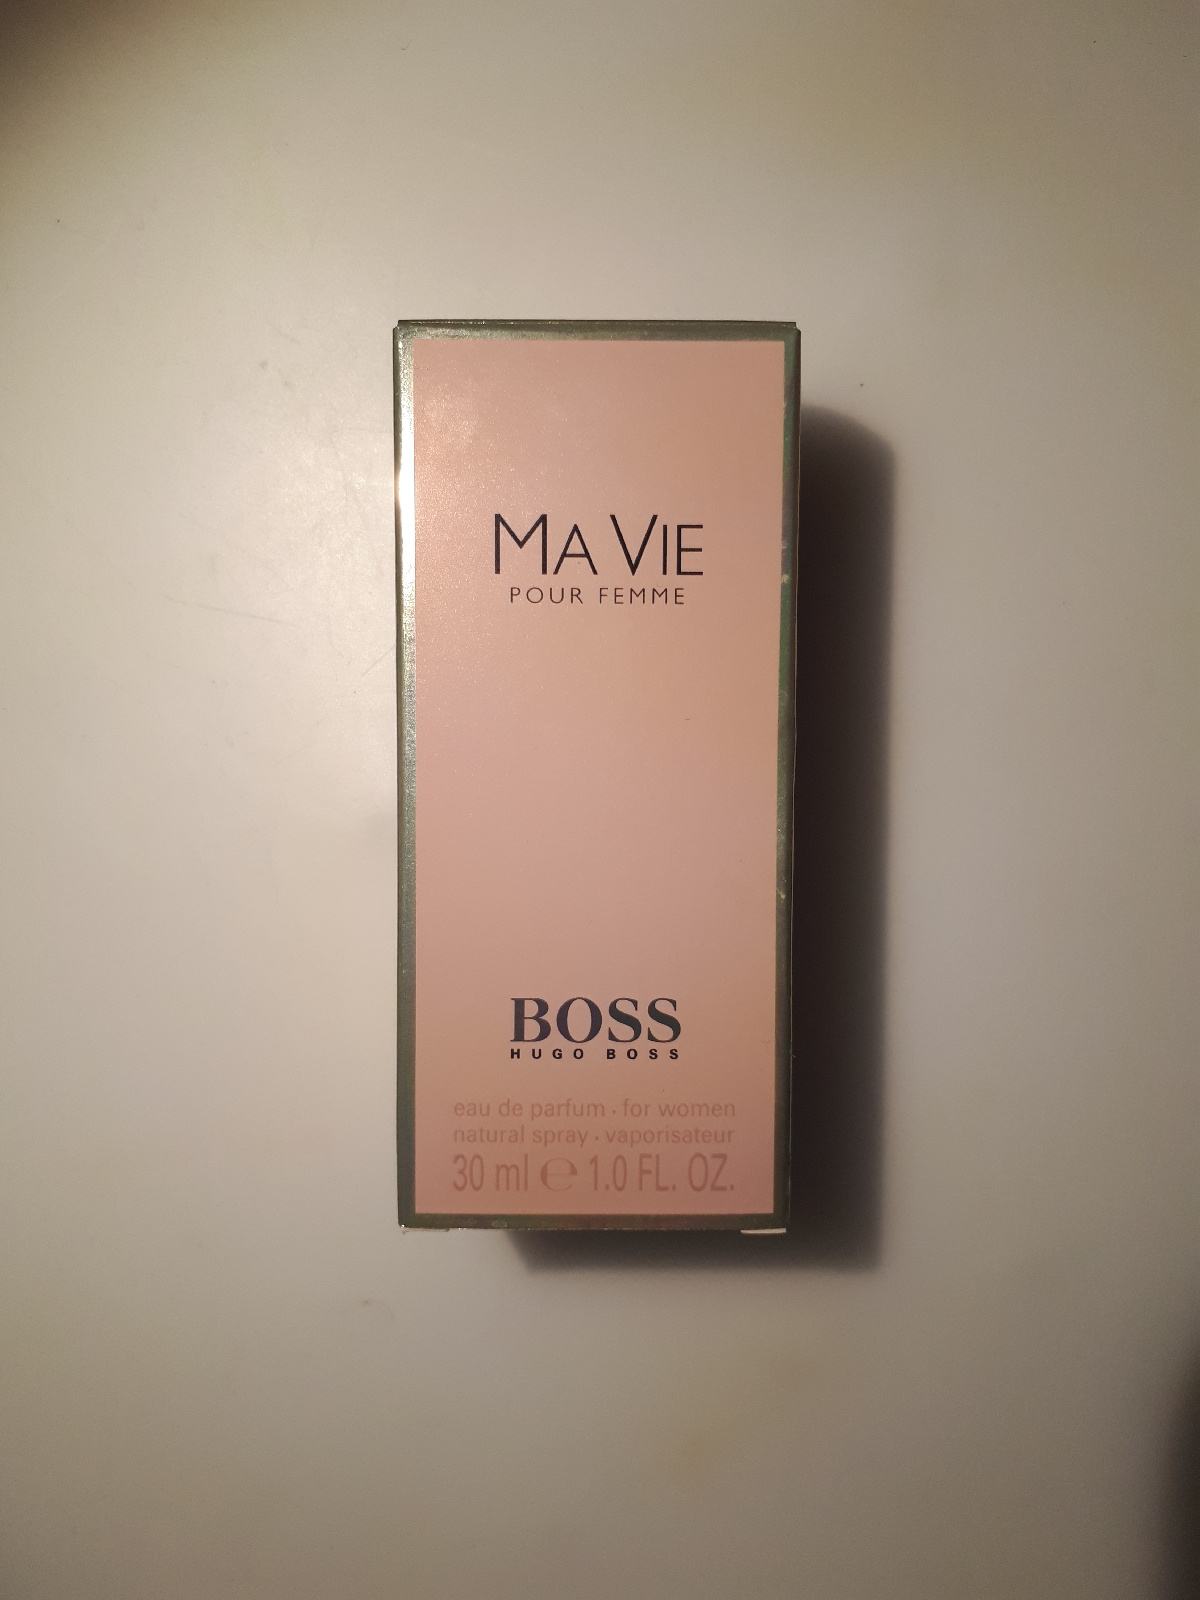 MA VIE
POUR FEMME
BOSS
HUGO BOSS
eau de parfum · for women
natural spray · vaporisateur
30 ml ℮ 1.0 FL. OZ.